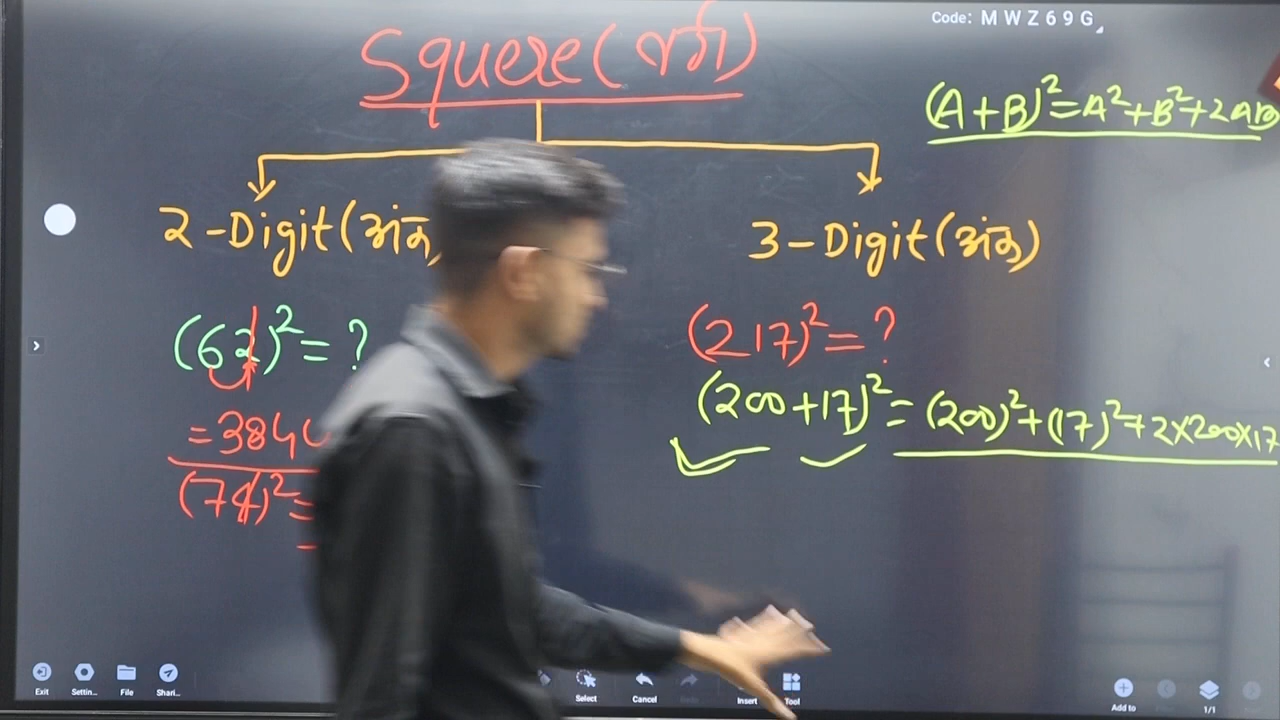 Code: M W Z 6 9 G
Squere (वर्ग)
(A+B)²=A²+B²+2AB
2-Digit (अंक
3-Digit (अंक)
(62)²=?
(217)²=?
(200+17)²=(200)²+(17)²+2×200×17
=384
(74)²=
Exit
Settin...
File
Shari...
Select
Cancel
Insert
Tool
Add to
1/1